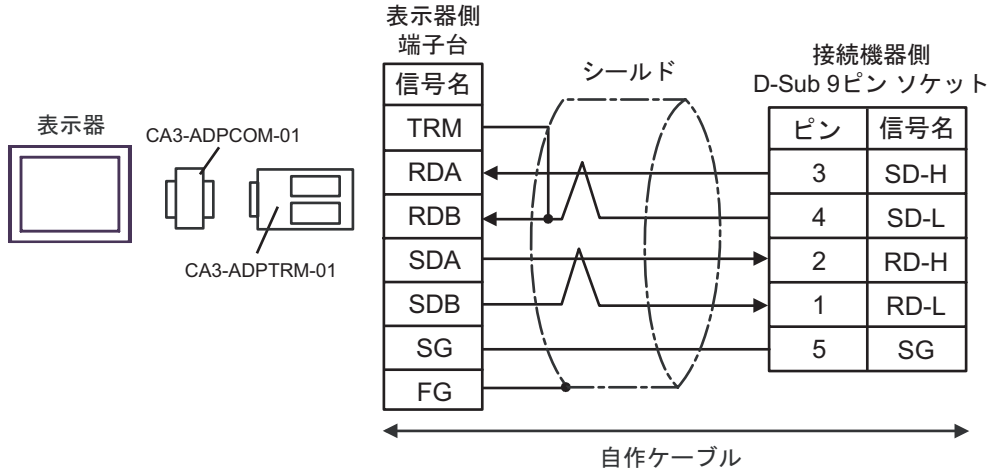 表示器
CA3-ADPCOM-01
CA3-ADPTRM-01
表示器側
端子台
信号名
TRM
RDA
RDB
SDA
SDB
SG
FG
シールド
接続機器側
D-Sub 9ピン ソケット
ピン 信号名
3 SD-H
4 SD-L
2 RD-H
1 RD-L
5 SG
自作ケーブル